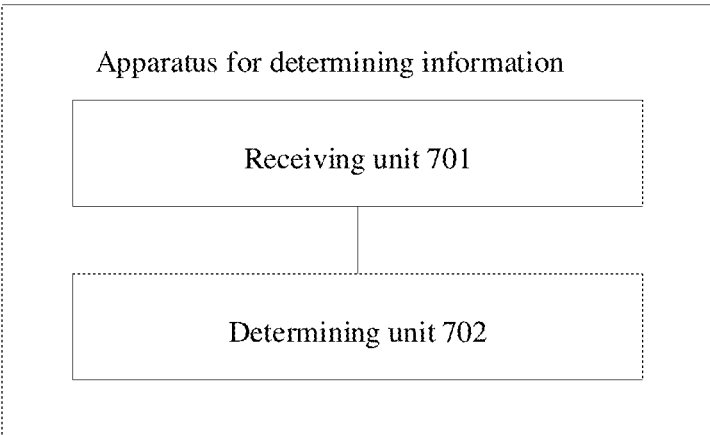 Apparatus for determining information
Receiving unit 701
Determining unit 702